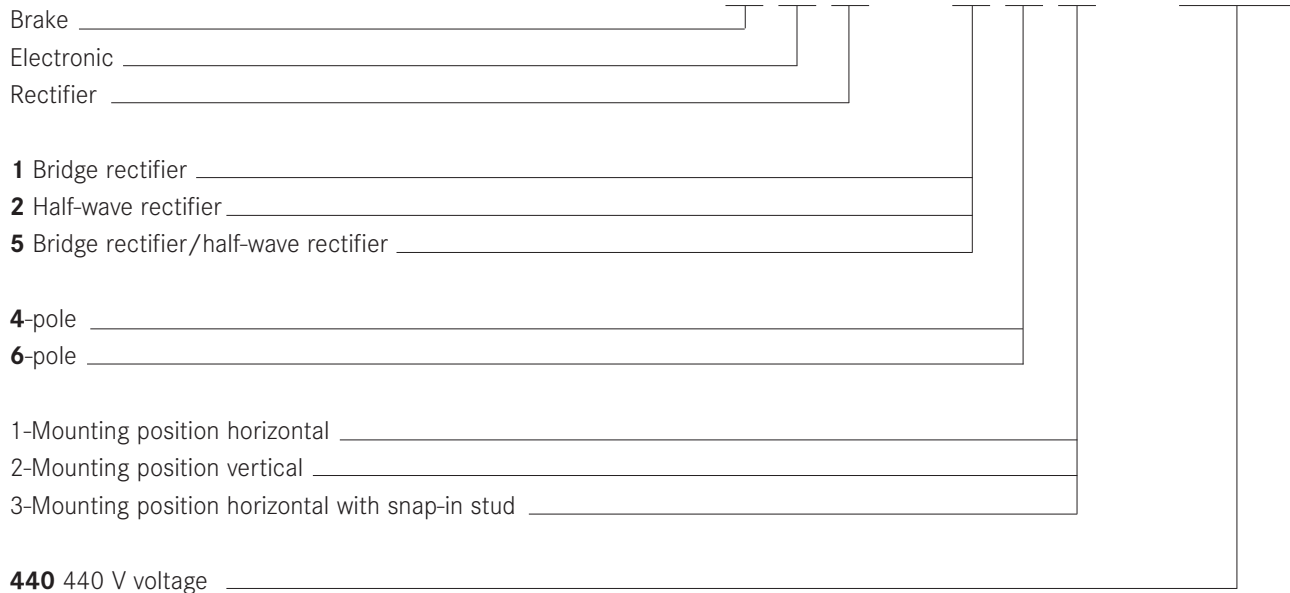 Brake
Electronic
Rectifier
1 Bridge rectifier
2 Half-wave rectifier
5 Bridge rectifier/half-wave rectifier
4-pole
6-pole
1-Mounting position horizontal
2-Mounting position vertical
3-Mounting position horizontal with snap-in stud
440 440 V voltage